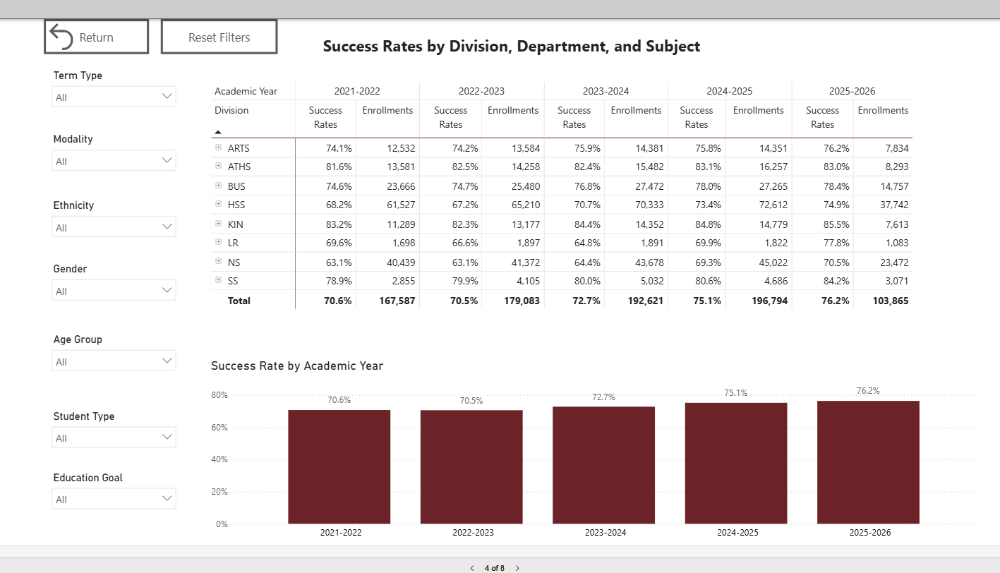 Return
Reset Filters
Success Rates by Division, Department, and Subject
Term Type
All
Modality
All
Ethnicity
All
Gender
All
Age Group
All
Student Type
All
Education Goal
All
Academic Year 2021-2022 2022-2023 2023-2024 2024-2025 2025-2026
Division Success Rates Enrollments Success Rates Enrollments Success Rates Enrollments Success Rates Enrollments Success Rates Enrollments
ARTS 74.1% 12,532 74.2% 13,584 75.9% 14,381 75.8% 14,351 76.2% 7,834
ATHS 81.6% 13,581 82.5% 14,258 82.4% 15,482 83.1% 16,257 83.0% 8,293
BUS 74.6% 23,666 74.7% 25,480 76.8% 27,472 78.0% 27,265 78.4% 14,757
HSS 68.2% 61,527 67.2% 65,210 70.7% 70,333 73.4% 72,612 74.9% 37,742
KIN 83.2% 11,289 82.3% 13,177 84.4% 14,352 84.8% 14,779 85.5% 7,613
LR 69.6% 1,698 66.6% 1,897 64.8% 1,891 69.9% 1,822 77.8% 1,083
NS 63.1% 40,439 63.1% 41,372 64.4% 43,678 69.3% 45,022 70.5% 23,472
SS 78.9% 2,855 79.9% 4,105 80.0% 5,032 80.6% 4,686 84.2% 3,071
Total 70.6% 167,587 70.5% 179,083 72.7% 192,621 75.1% 196,794 76.2% 103,865
Success Rate by Academic Year
80%
60%
40%
20%
0%
70.6% 70.5% 72.7% 75.1% 76.2%
2021-2022 2022-2023 2023-2024 2024-2025 2025-2026
4 of 8